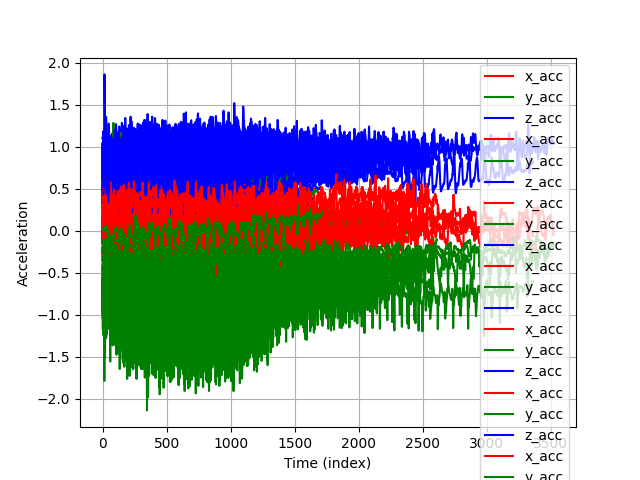 2.0
1.5
1.0
0.5
0.0
−0.5
−1.0
−1.5
−2.0
Acceleration
0 500 1000 1500 2000 2500 3000 3500
Time (index)
x_acc
y_acc
z_acc
x_acc
y_acc
z_acc
x_acc
y_acc
z_acc
x_acc
y_acc
z_acc
x_acc
y_acc
z_acc
x_acc
y_acc
z_acc
x_acc
y_acc